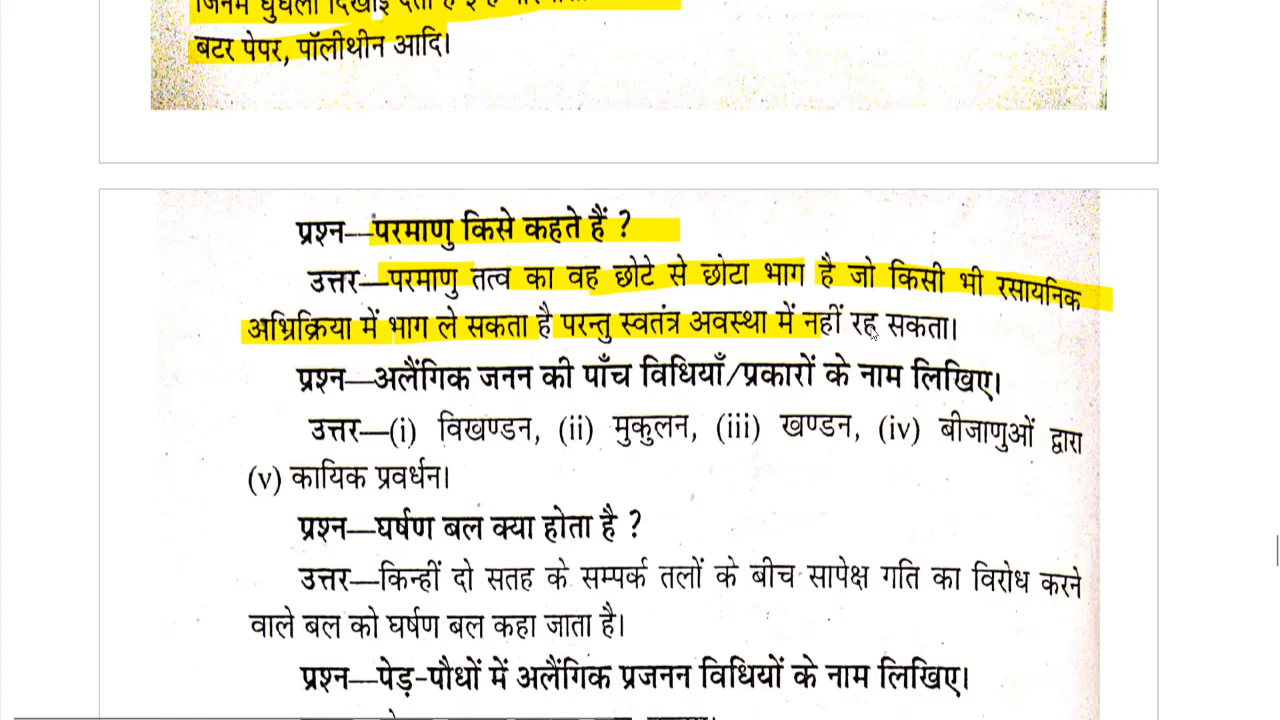 बटर पेपर, पॉलीथीन आदि।
प्रश्न—परमाणु किसे कहते हैं ?
उत्तर—परमाणु तत्व का वह छोटे से छोटा भाग है जो किसी भी रसायनिक
अभिक्रिया में भाग ले सकता है परन्तु स्वतंत्र अवस्था में नहीं रह सकता।
प्रश्न—अलैंगिक जनन की पाँच विधियाँ/प्रकारों के नाम लिखिए।
उत्तर—(i) विखण्डन, (ii) मुकुलन, (iii) खण्डन, (iv) बीजाणुओं द्वारा
(v) कायिक प्रवर्धन।
प्रश्न—घर्षण बल क्या होता है ?
उत्तर—किन्हीं दो सतह के सम्पर्क तलों के बीच सापेक्ष गति का विरोध करने
वाले बल को घर्षण बल कहा जाता है।
प्रश्न—पेड़-पौधों में अलैंगिक प्रजनन विधियों के नाम लिखिए।